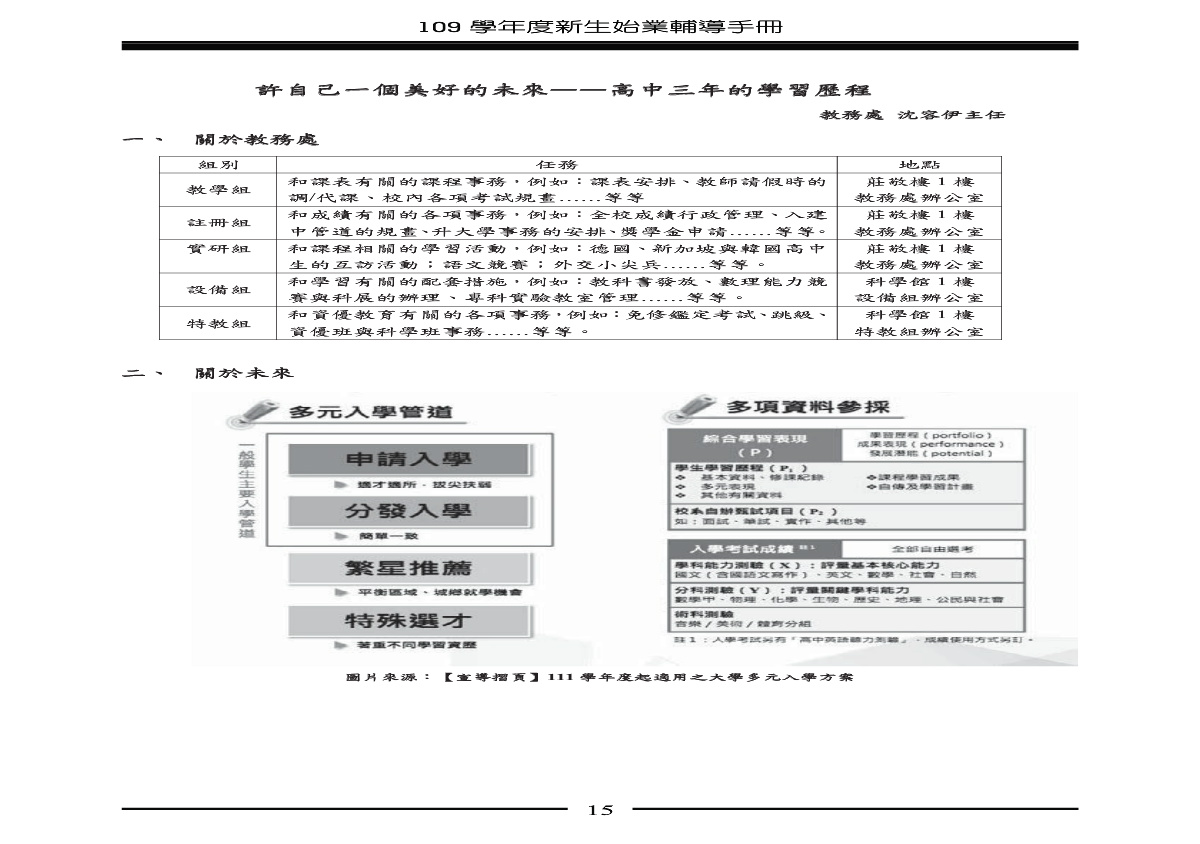 109 學年度新生始業輔導手冊
許自己一個美好的未來——高中三年的學習歷程
教務處 沈容伊主任
一、 關於教務處
組別 任務 地點
教學組 和課表有關的課程事務，例如：課表安排、教師請假時的 莊敬樓 1 樓
調/代課、校內各項考試規畫......等等 教務處辦公室
註冊組 和成績有關的各項事務，例如：全校成績行政管理、入建 莊敬樓 1 樓
中管道的規畫、升大學事務的安排、獎學金申請......等等。 教務處辦公室
實研組 和課程相關的學習活動，例如：德國、新加坡與韓國高中 莊敬樓 1 樓
生的互訪活動；語文競賽；外交小尖兵......等等。 教務處辦公室
設備組 和學習有關的配套措施，例如：教科書發放、數理能力競 科學館 1 樓
賽與科展的辦理、專科實驗教室管理......等等。 設備組辦公室
特教組 和資優教育有關的各項事務，例如：免修鑑定考試、跳級、 科學館 1 樓
資優班與科學班事務......等等。 特教組辦公室
二、 關於未來
多元入學管道
一般學生主要入學管道
申請入學
適才適所．拔尖扶弱
分發入學
簡單一致
繁星推薦
平衡區域、城鄉就學機會
特殊選才
著重不同學習資歷
多項資料參採
綜合學習表現
（P）
學習歷程（portfolio）
成果表現（performance）
發展潛能（potential）
學生學習歷程（P₁）
❖ 基本資料、修課紀錄 ❖課程學習成果
❖ 多元表現 ❖自傳及學習計畫
❖ 其他有關資料
校系自辦甄試項目（P₂）
如：面試、筆試、實作、其他等
入學考試成績 註1 全部自由選考
學科能力測驗（X）：評量基本核心能力
國文（含國語文寫作）、英文、數學、社會、自然
分科測驗（Y）：評量關鍵學科能力
數學甲、物理、化學、生物、歷史、地理、公民與社會
術科測驗
音樂／美術／體育分組
註 1：入學考試另有「高中英語聽力測驗」，成績使用方式另訂。
圖片來源：【宣導摺頁】111 學年度起適用之大學多元入學方案
15